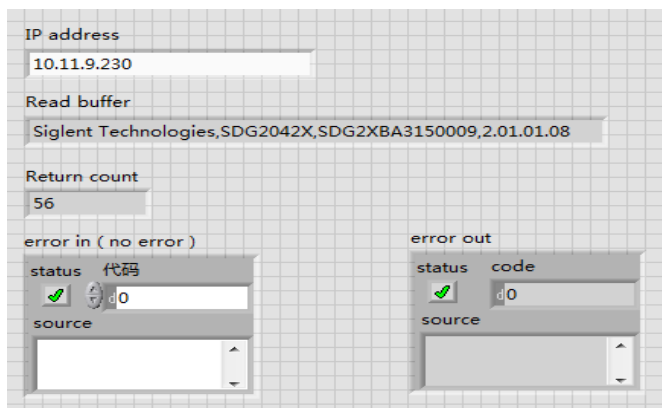 IP address
10.11.9.230
Read buffer
Siglent Technologies,SDG2042X,SDG2XBA3150009,2.01.01.08
Return count
56
error in ( no error )
status 代码
d 0
source
error out
status code
d 0
source